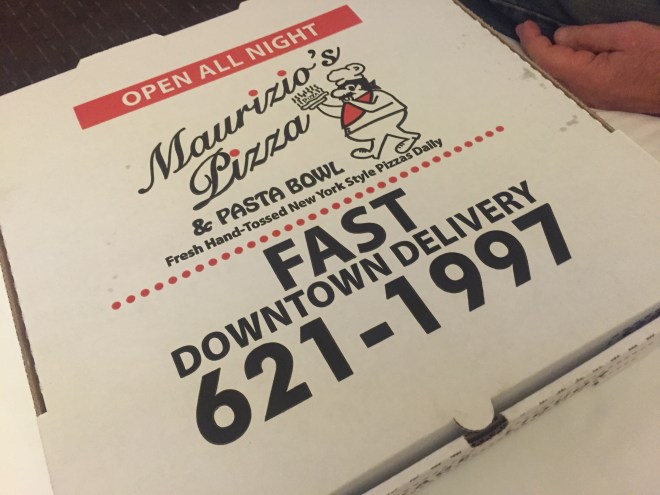 OPEN ALL NIGHT
Maurizio's
Pizza
& PASTA BOWL
Fresh Hand-Tossed New York Style Pizzas Daily
FAST
DOWNTOWN DELIVERY
621-1997